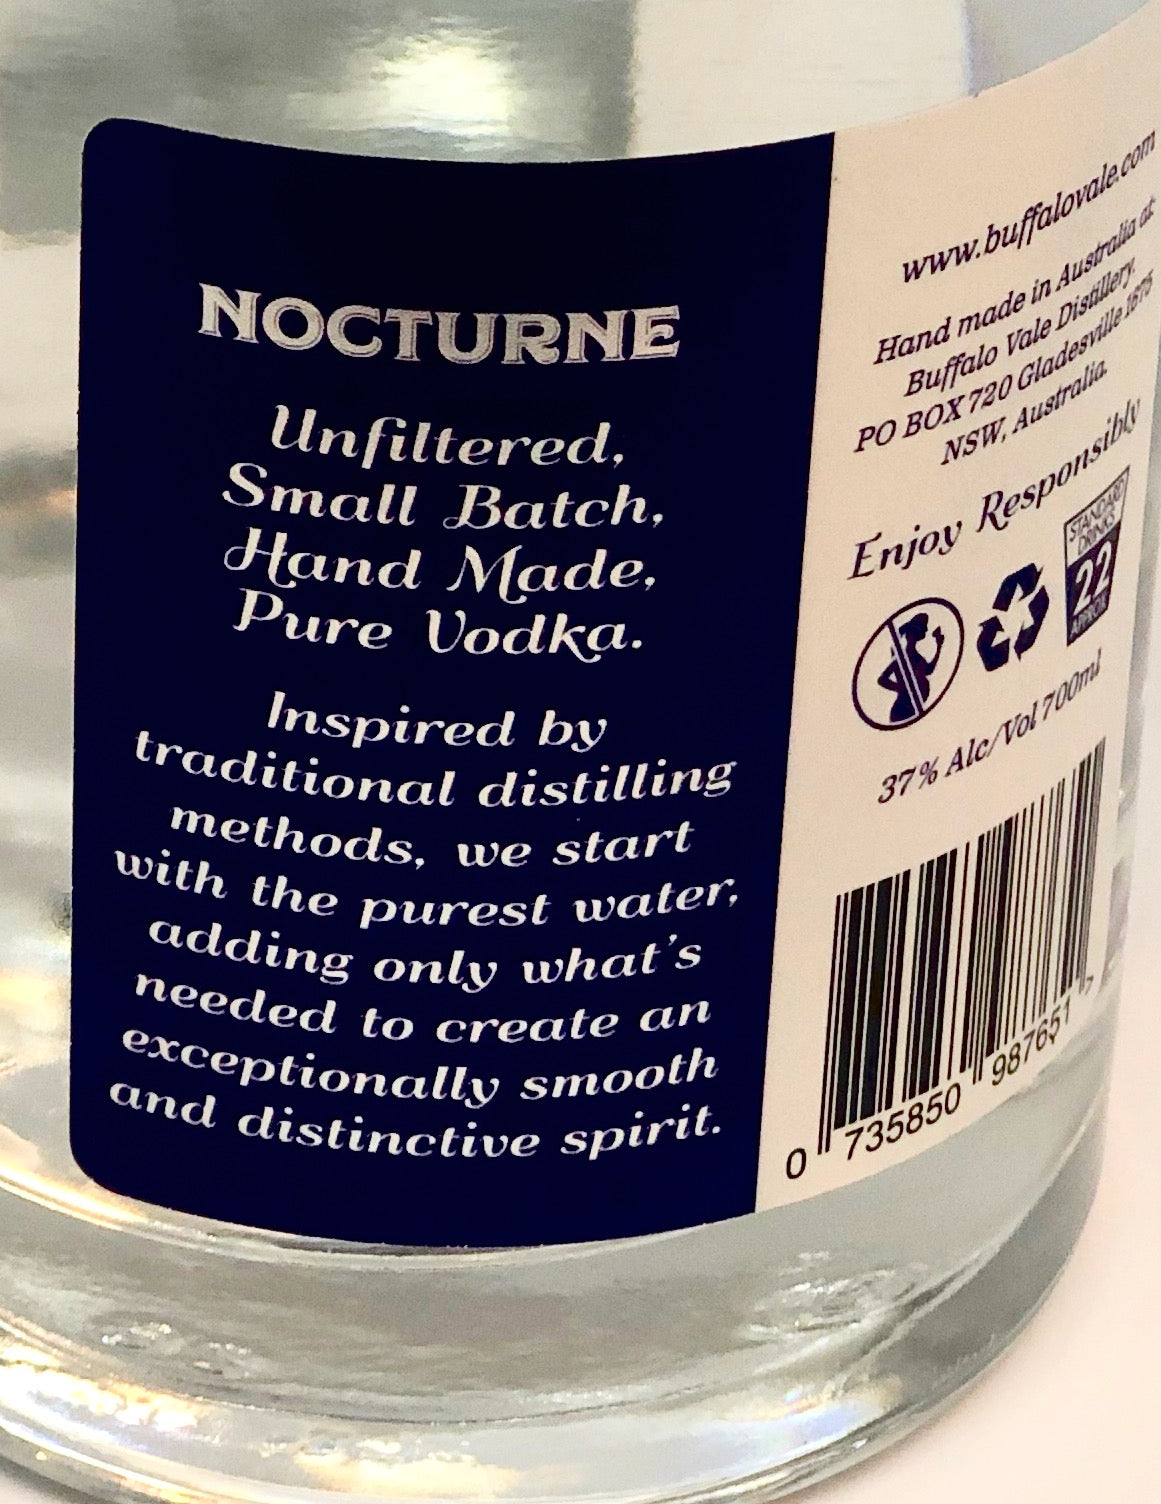 NOCTURNE
Unfiltered,
Small Batch,
Hand Made,
Pure Vodka.
Inspired by
traditional distilling
methods, we start
with the purest water,
adding only what's
needed to create an
exceptionally smooth
and distinctive spirit.
www.buffalovale.com
Hand made in Australia at:
Buffalo Vale Distillery.
PO BOX 720 Gladesville 1675
NSW, Australia.
Enjoy Responsibly
STANDARD
DRINKS
22
APPROX
37% Alc/Vol 700ml
0 735850 987651 7